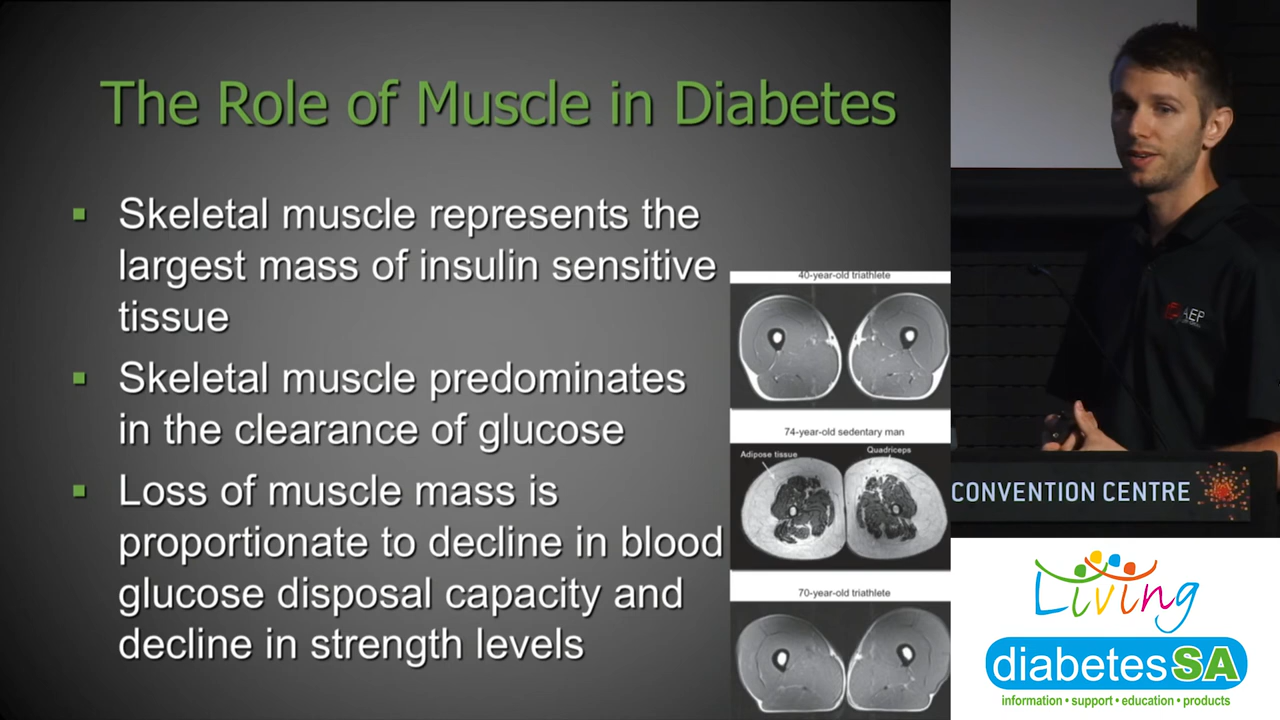 The Role of Muscle in Diabetes
▪ Skeletal muscle represents the
largest mass of insulin sensitive
tissue
▪ Skeletal muscle predominates
in the clearance of glucose
▪ Loss of muscle mass is
proportionate to decline in blood
glucose disposal capacity and
decline in strength levels
40-year-old triathlete
74-year-old sedentary man
Adipose tissue
Quadriceps
70-year-old triathlete
AEP
CONVENTION CENTRE
Living
diabetesSA
information • support • education • products